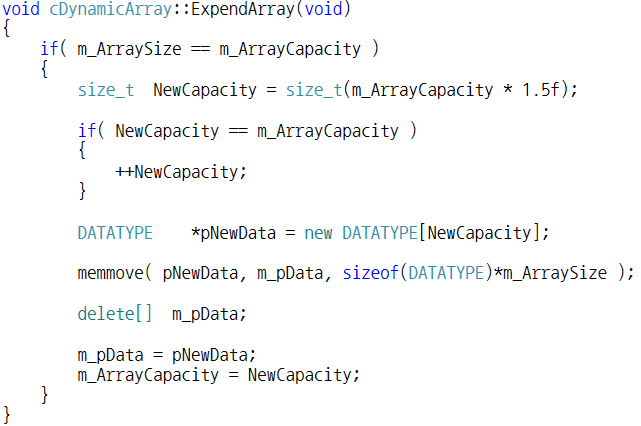 void cDynamicArray::ExpendArray(void)
{
    if( m_ArraySize == m_ArrayCapacity )
    {
        size_t  NewCapacity = size_t(m_ArrayCapacity * 1.5f);
        if( NewCapacity == m_ArrayCapacity )
        {
            ++NewCapacity;
        }
        DATATYPE    *pNewData = new DATATYPE[NewCapacity];
        memmove( pNewData, m_pData, sizeof(DATATYPE)*m_ArraySize );
        delete[]  m_pData;
        m_pData = pNewData;
        m_ArrayCapacity = NewCapacity;
    }
}